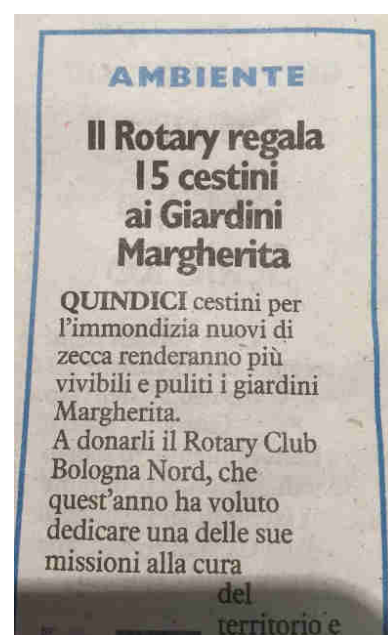 AMBIENTE
Il Rotary regala
15 cestini
ai Giardini
Margherita
QUINDICI cestini per
l'immondizia nuovi di
zecca renderanno più
vivibili e puliti i giardini
Margherita.
A donarli il Rotary Club
Bologna Nord, che
quest'anno ha voluto
dedicare una delle sue
missioni alla cura
del
territorio e